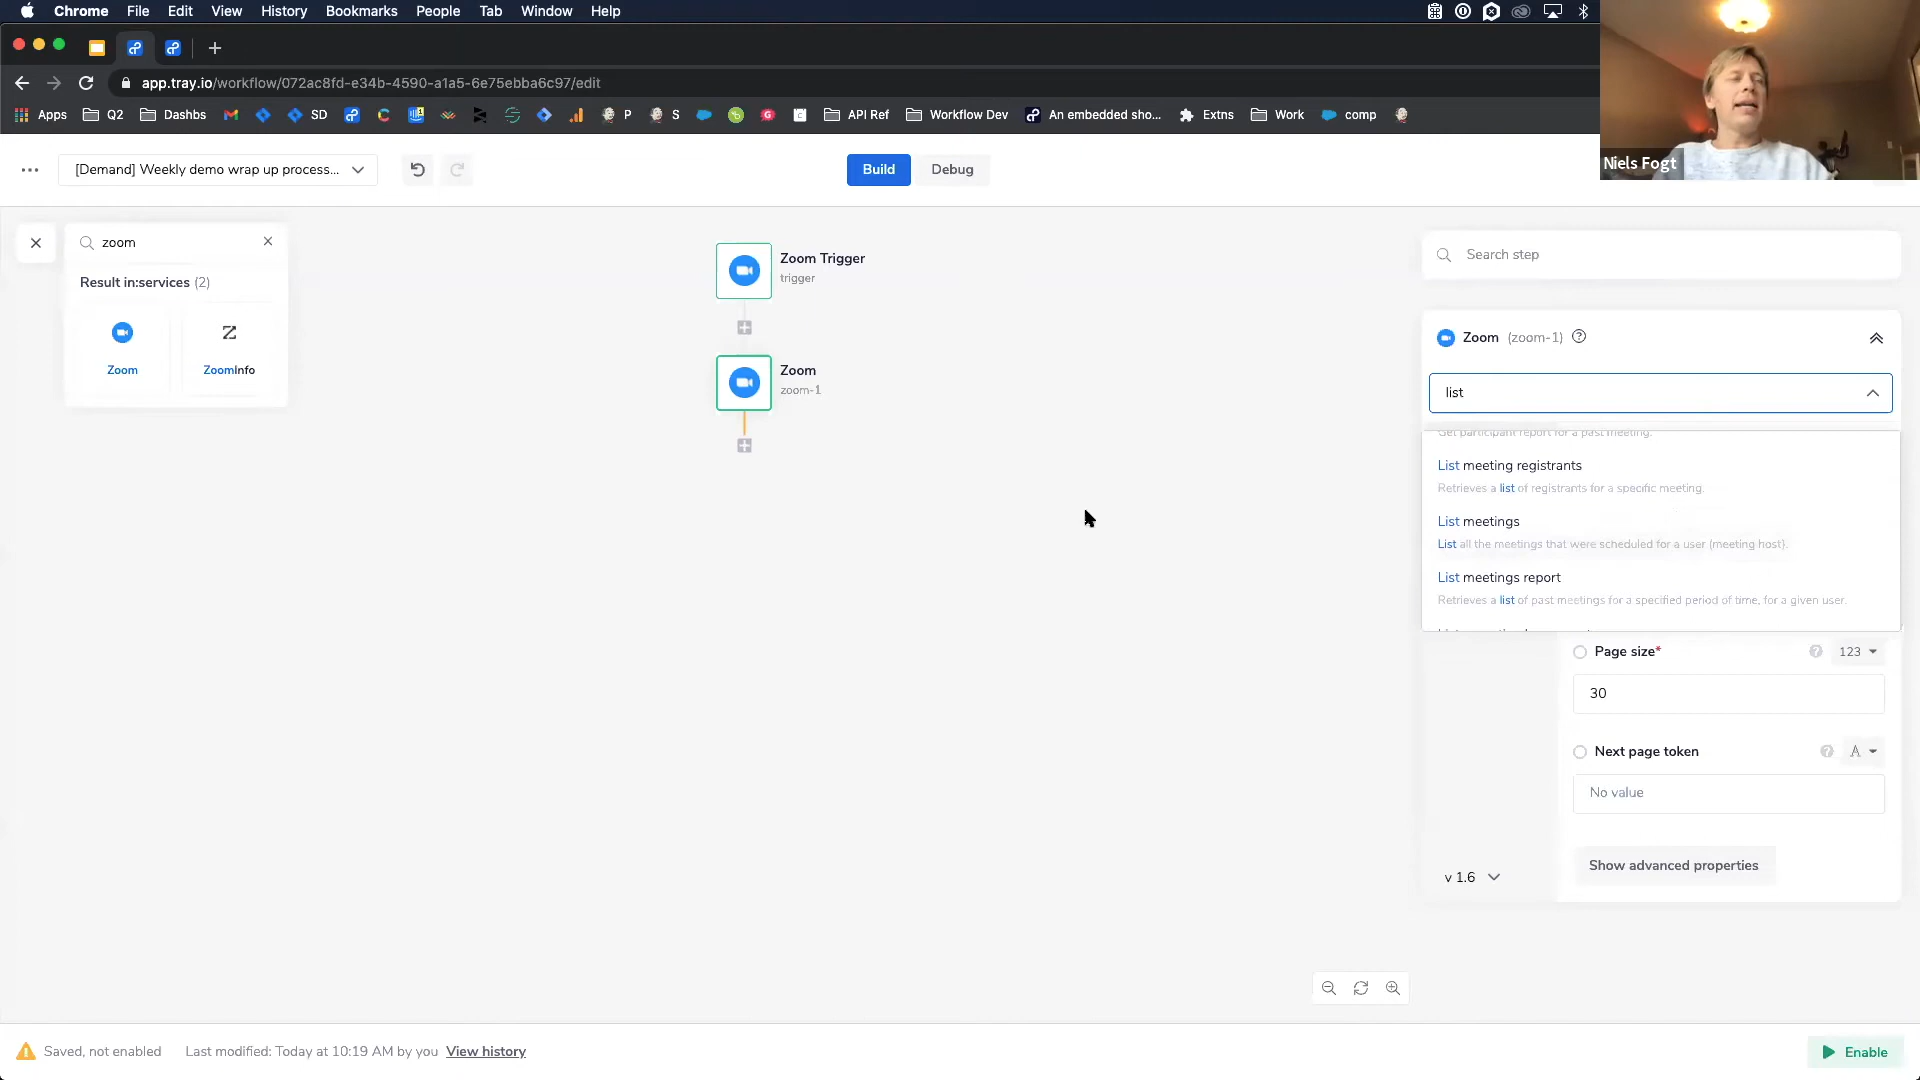 Chrome File Edit View History Bookmarks People Tab Window Help
app.tray.io/workflow/072ac8fd-e34b-4590-a1a5-6e75ebba6c97/edit
Apps Q2 Dashbs SD P S API Ref Workflow Dev An embedded sho... Extns Work comp
Niels Fogt
[Demand] Weekly demo wrap up process...
Build Debug
zoom
Result in:services (2)
Zoom ZoomInfo
Zoom Trigger
trigger
Zoom
zoom-1
Search step
Zoom (zoom-1)
list
Get participant report for a past meeting.
List meeting registrants
Retrieves a list of registrants for a specific meeting.
List meetings
List all the meetings that were scheduled for a user (meeting host).
List meetings report
Retrieves a list of past meetings for a specified period of time, for a given user.
Page size* 123
30
Next page token A
No value
Show advanced properties
v 1.6
Saved, not enabled Last modified: Today at 10:19 AM by you View history
Enable